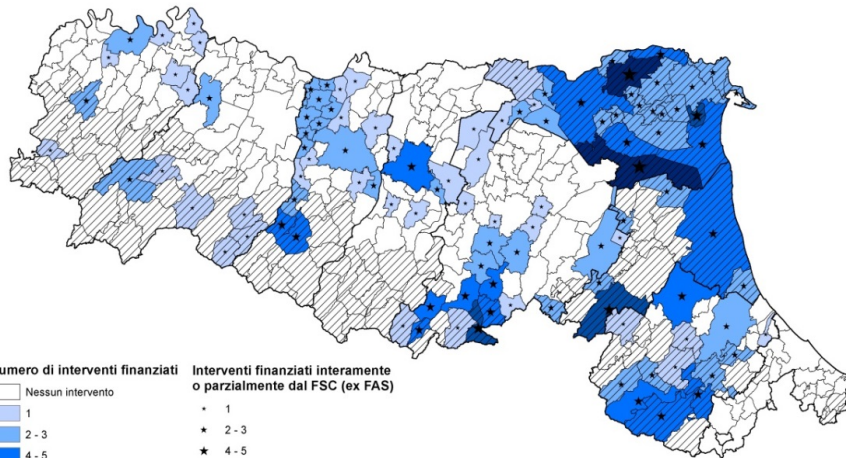 umero di interventi finanziati
Nessun intervento
1
2 - 3
4 - 5
Interventi finanziati interamente
o parzialmente dal FSC (ex FAS)
1
2 - 3
4 - 5